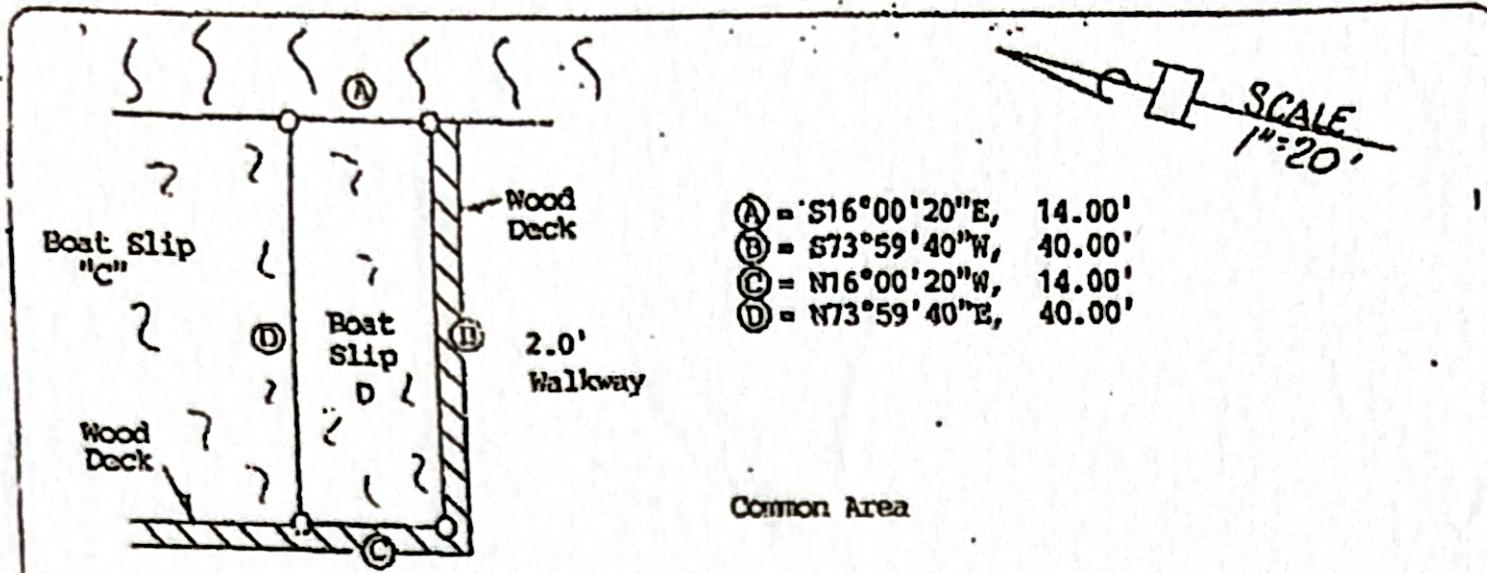 Ⓐ
SCALE
1"=20'
Wood
Deck
Boat Slip
"C"
Ⓐ = S16°00'20"E, 14.00'
Ⓑ = S73°59'40"W, 40.00'
Ⓒ = N16°00'20"W, 14.00'
Ⓓ = N73°59'40"E, 40.00'
Ⓓ
Boat
Slip
D
Ⓑ
2.0'
Walkway
Wood
Deck
Common Area
Ⓒ